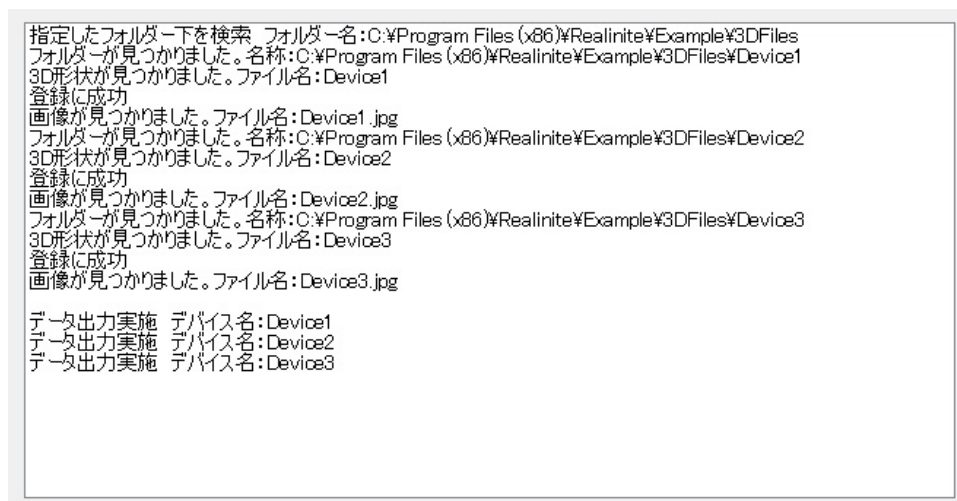 指定したフォルダー下を検索 フォルダー名:C:¥Program Files (x86)¥Realinite¥Example¥3DFiles
フォルダーが見つかりました。名称:C:¥Program Files (x86)¥Realinite¥Example¥3DFiles¥Device1
3D形状が見つかりました。ファイル名:Device1
登録に成功
画像が見つかりました。ファイル名:Device1.jpg
フォルダーが見つかりました。名称:C:¥Program Files (x86)¥Realinite¥Example¥3DFiles¥Device2
3D形状が見つかりました。ファイル名:Device2
登録に成功
画像が見つかりました。ファイル名:Device2.jpg
フォルダーが見つかりました。名称:C:¥Program Files (x86)¥Realinite¥Example¥3DFiles¥Device3
3D形状が見つかりました。ファイル名:Device3
登録に成功
画像が見つかりました。ファイル名:Device3.jpg
データ出力実施 デバイス名:Device1
データ出力実施 デバイス名:Device2
データ出力実施 デバイス名:Device3